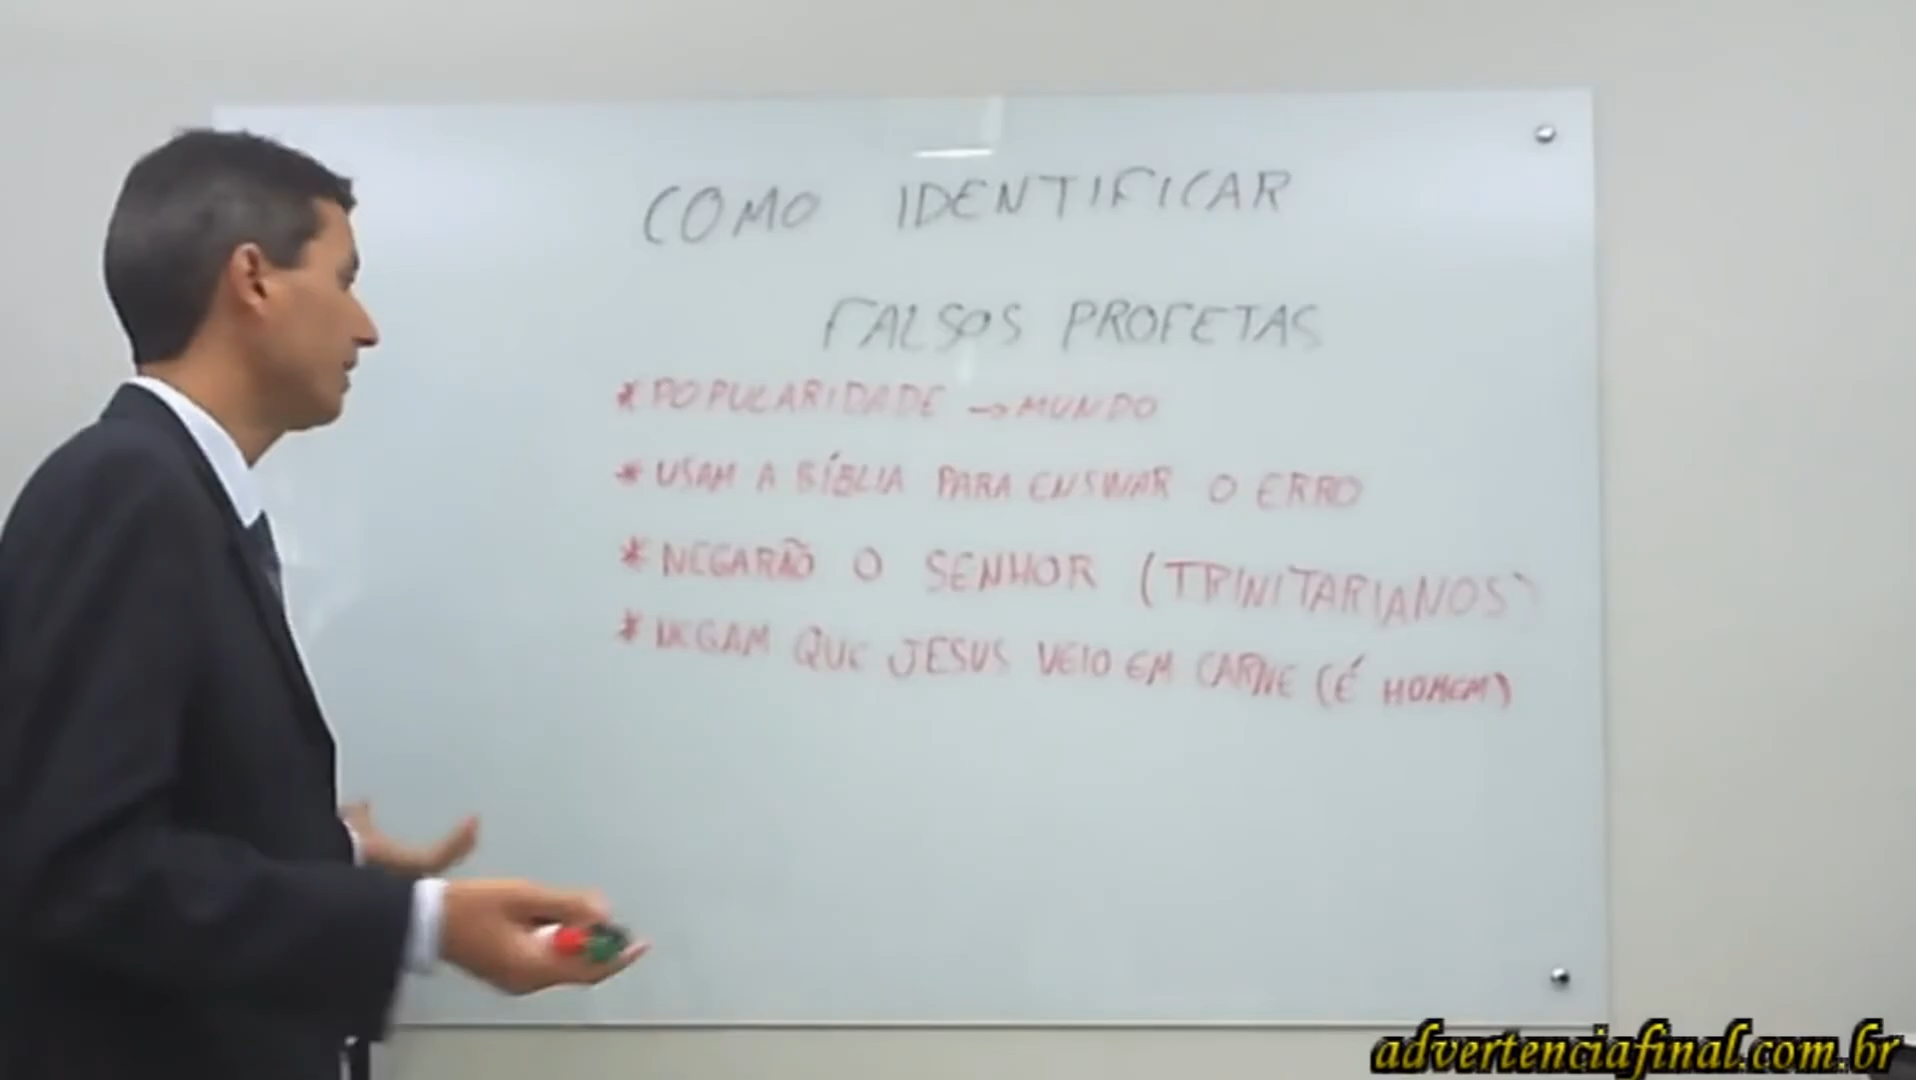 COMO IDENTIFICAR
FALSOS PROFETAS
* POPULARIDADE → MUNDO
* USAM A BÍBLIA PARA ENSINAR O ERRO
* NEGARÃO O SENHOR (TRINITARIANOS)
* NEGAM QUE JESUS VEIO EM CARNE (É HOMEM)
advertenciafinal.com.br